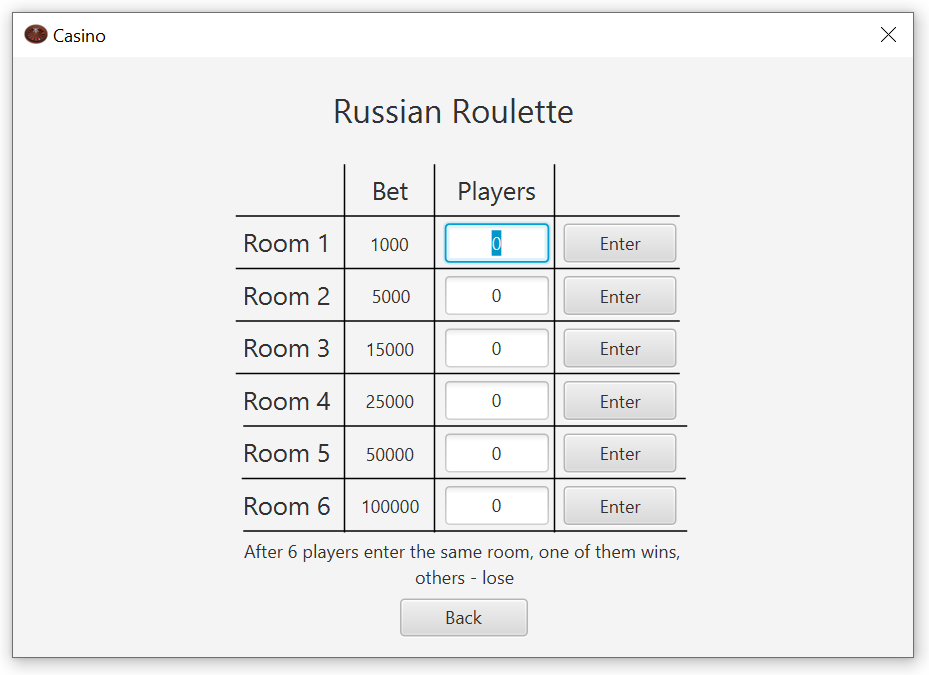 Casino
Russian Roulette
Bet Players
Room 1 1000 0 Enter
Room 2 5000 0 Enter
Room 3 15000 0 Enter
Room 4 25000 0 Enter
Room 5 50000 0 Enter
Room 6 100000 0 Enter
After 6 players enter the same room, one of them wins,
others - lose
Back